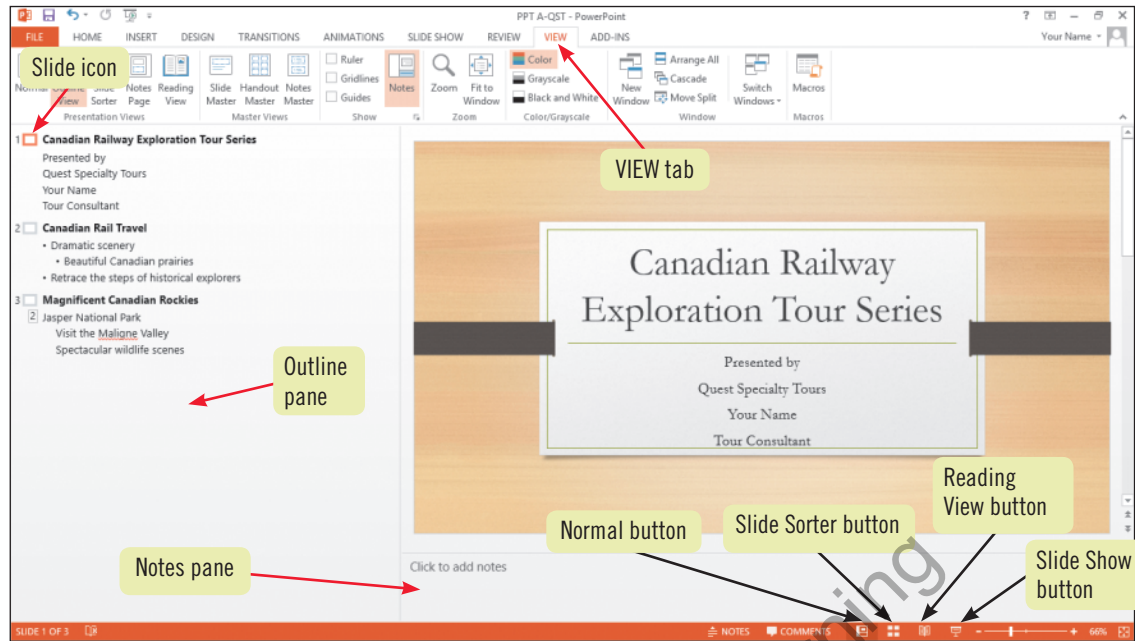 PPT A-QST - PowerPoint
?
FILE HOME INSERT DESIGN TRANSITIONS ANIMATIONS SLIDE SHOW REVIEW VIEW ADD-INS
Your Name
Slide icon
Normal
View Sorter
Notes Page
Reading View
Slide Master
Handout Master
Notes Master
Presentation Views
Master Views
Ruler
Gridlines
Guides
Show
Notes
Zoom
Fit to Window
Zoom
Color
Grayscale
Black and White
Color/Grayscale
New Window
Arrange All
Cascade
Move Split
Switch Windows
Window
Macros
Macros
VIEW tab
1 Canadian Railway Exploration Tour Series
Presented by
Quest Specialty Tours
Your Name
Tour Consultant
2 Canadian Rail Travel
• Dramatic scenery
• Beautiful Canadian prairies
• Retrace the steps of historical explorers
3 Magnificent Canadian Rockies
2 Jasper National Park
Visit the Maligne Valley
Spectacular wildlife scenes
Outline
pane
Canadian Railway
Exploration Tour Series
Presented by
Quest Specialty Tours
Your Name
Tour Consultant
Normal button
Slide Sorter button
Reading
View button
Slide Show
button
Notes pane
Click to add notes
SLIDE 1 OF 3
NOTES
COMMENTS
66%